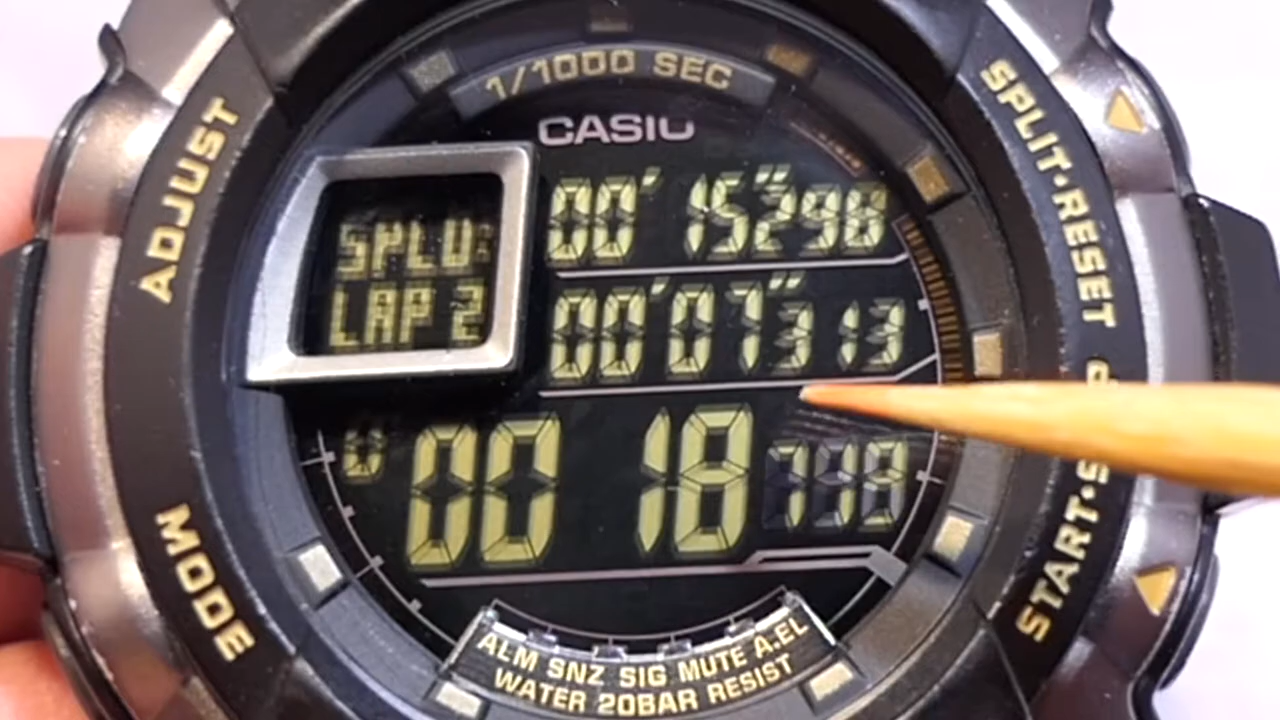 1/1000 SEC
CASIO
ADJUST
SPLIT·RESET
SPL
LAP 2
00' 15"298
00'07"313
0 00 18
MODE
START·S
ALM SNZ SIG MUTE A.EL
WATER 20BAR RESIST